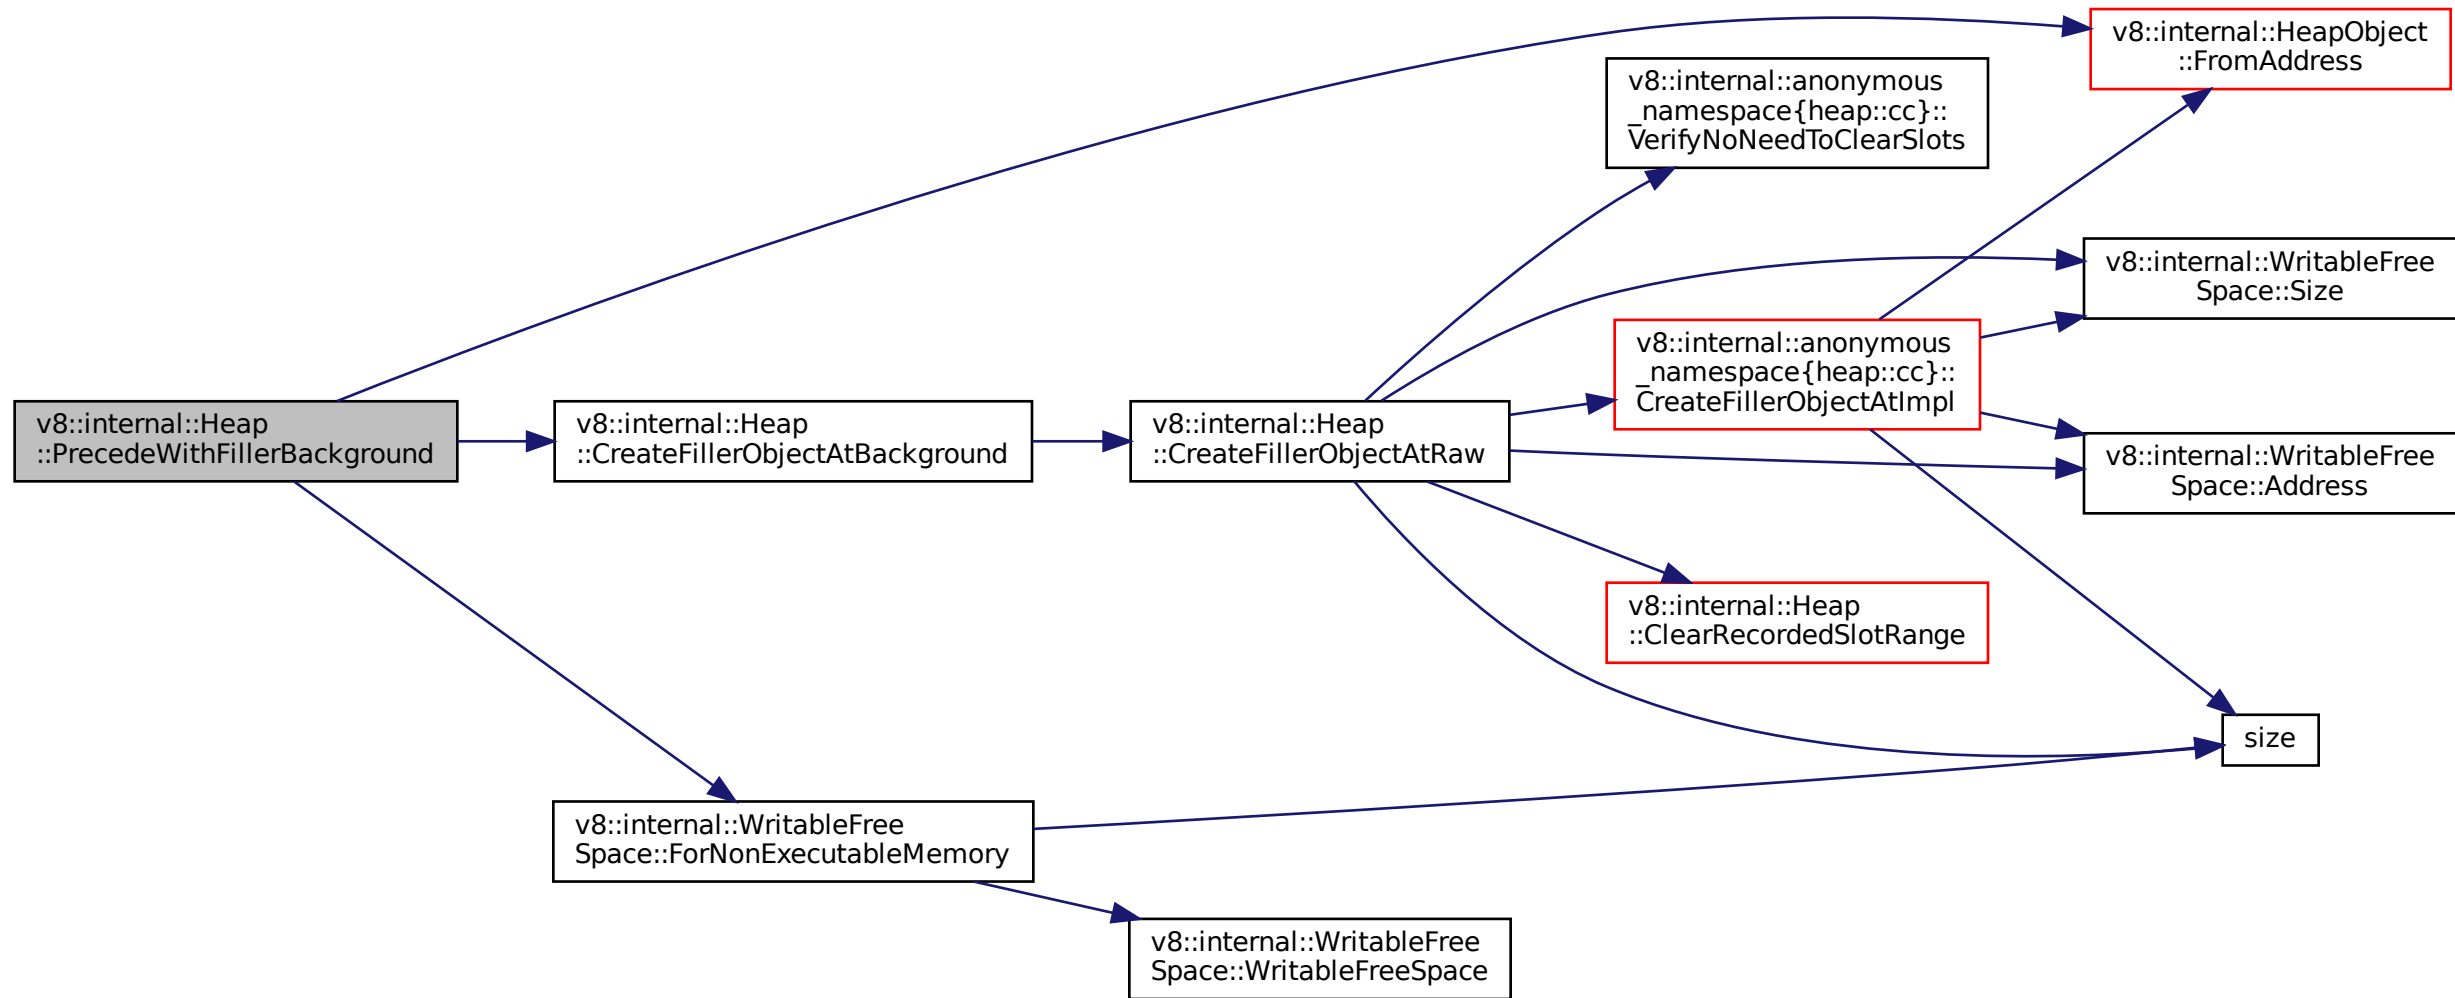 v8::internal::Heap
::PrecedeWithFillerBackground
v8::internal::Heap
::CreateFillerObjectAtBackground
v8::internal::WritableFree
Space::ForNonExecutableMemory
v8::internal::Heap
::CreateFillerObjectAtRaw
v8::internal::WritableFree
Space::WritableFreeSpace
v8::internal::anonymous
_namespace{heap::cc}::
VerifyNoNeedToClearSlots
v8::internal::anonymous
_namespace{heap::cc}::
CreateFillerObjectAtImpl
v8::internal::Heap
::ClearRecordedSlotRange
v8::internal::HeapObject
::FromAddress
v8::internal::WritableFree
Space::Size
v8::internal::WritableFree
Space::Address
size